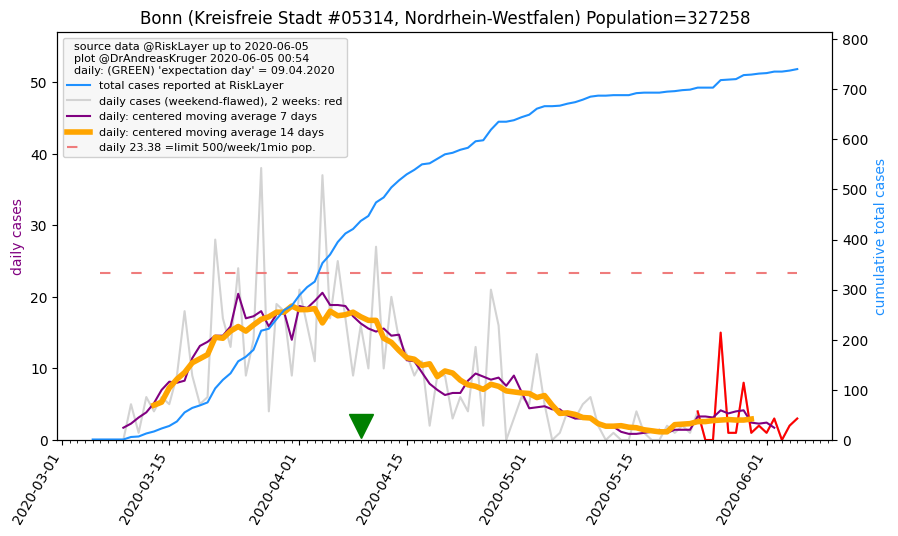 Bonn (Kreisfreie Stadt #05314, Nordrhein-Westfalen) Population=327258
source data @RiskLayer up to 2020-06-05
plot @DrAndreasKruger 2020-06-05 00:54
daily: (GREEN) 'expectation day' = 09.04.2020
total cases reported at RiskLayer
daily cases (weekend-flawed), 2 weeks: red
daily: centered moving average 7 days
daily: centered moving average 14 days
daily 23.38 =limit 500/week/1mio pop.
daily cases
50
40
30
20
10
0
cumulative total cases
800
700
600
500
400
300
200
100
0
2020-03-01
2020-03-15
2020-04-01
2020-04-15
2020-05-01
2020-05-15
2020-06-01